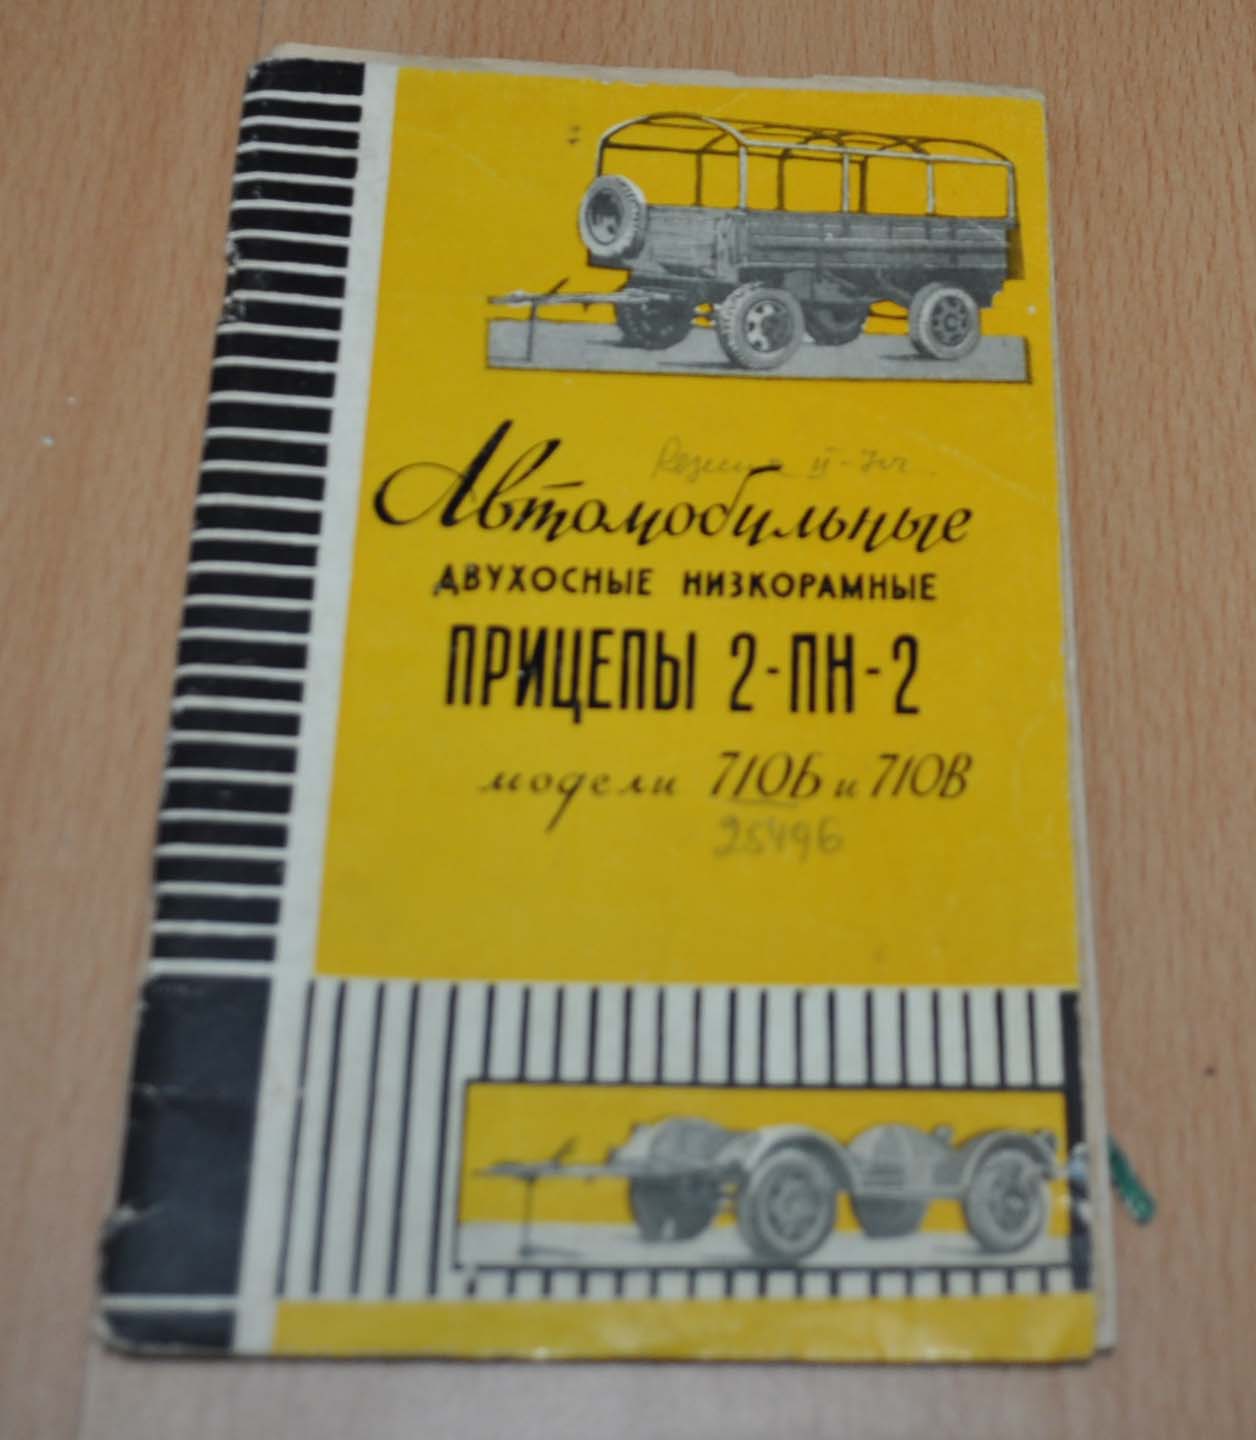 Автомобильные
ДВУХОСНЫЕ НИЗКОРАМНЫЕ
ПРИЦЕПЫ 2-ПН-2
модели 710Б и 710В
25496